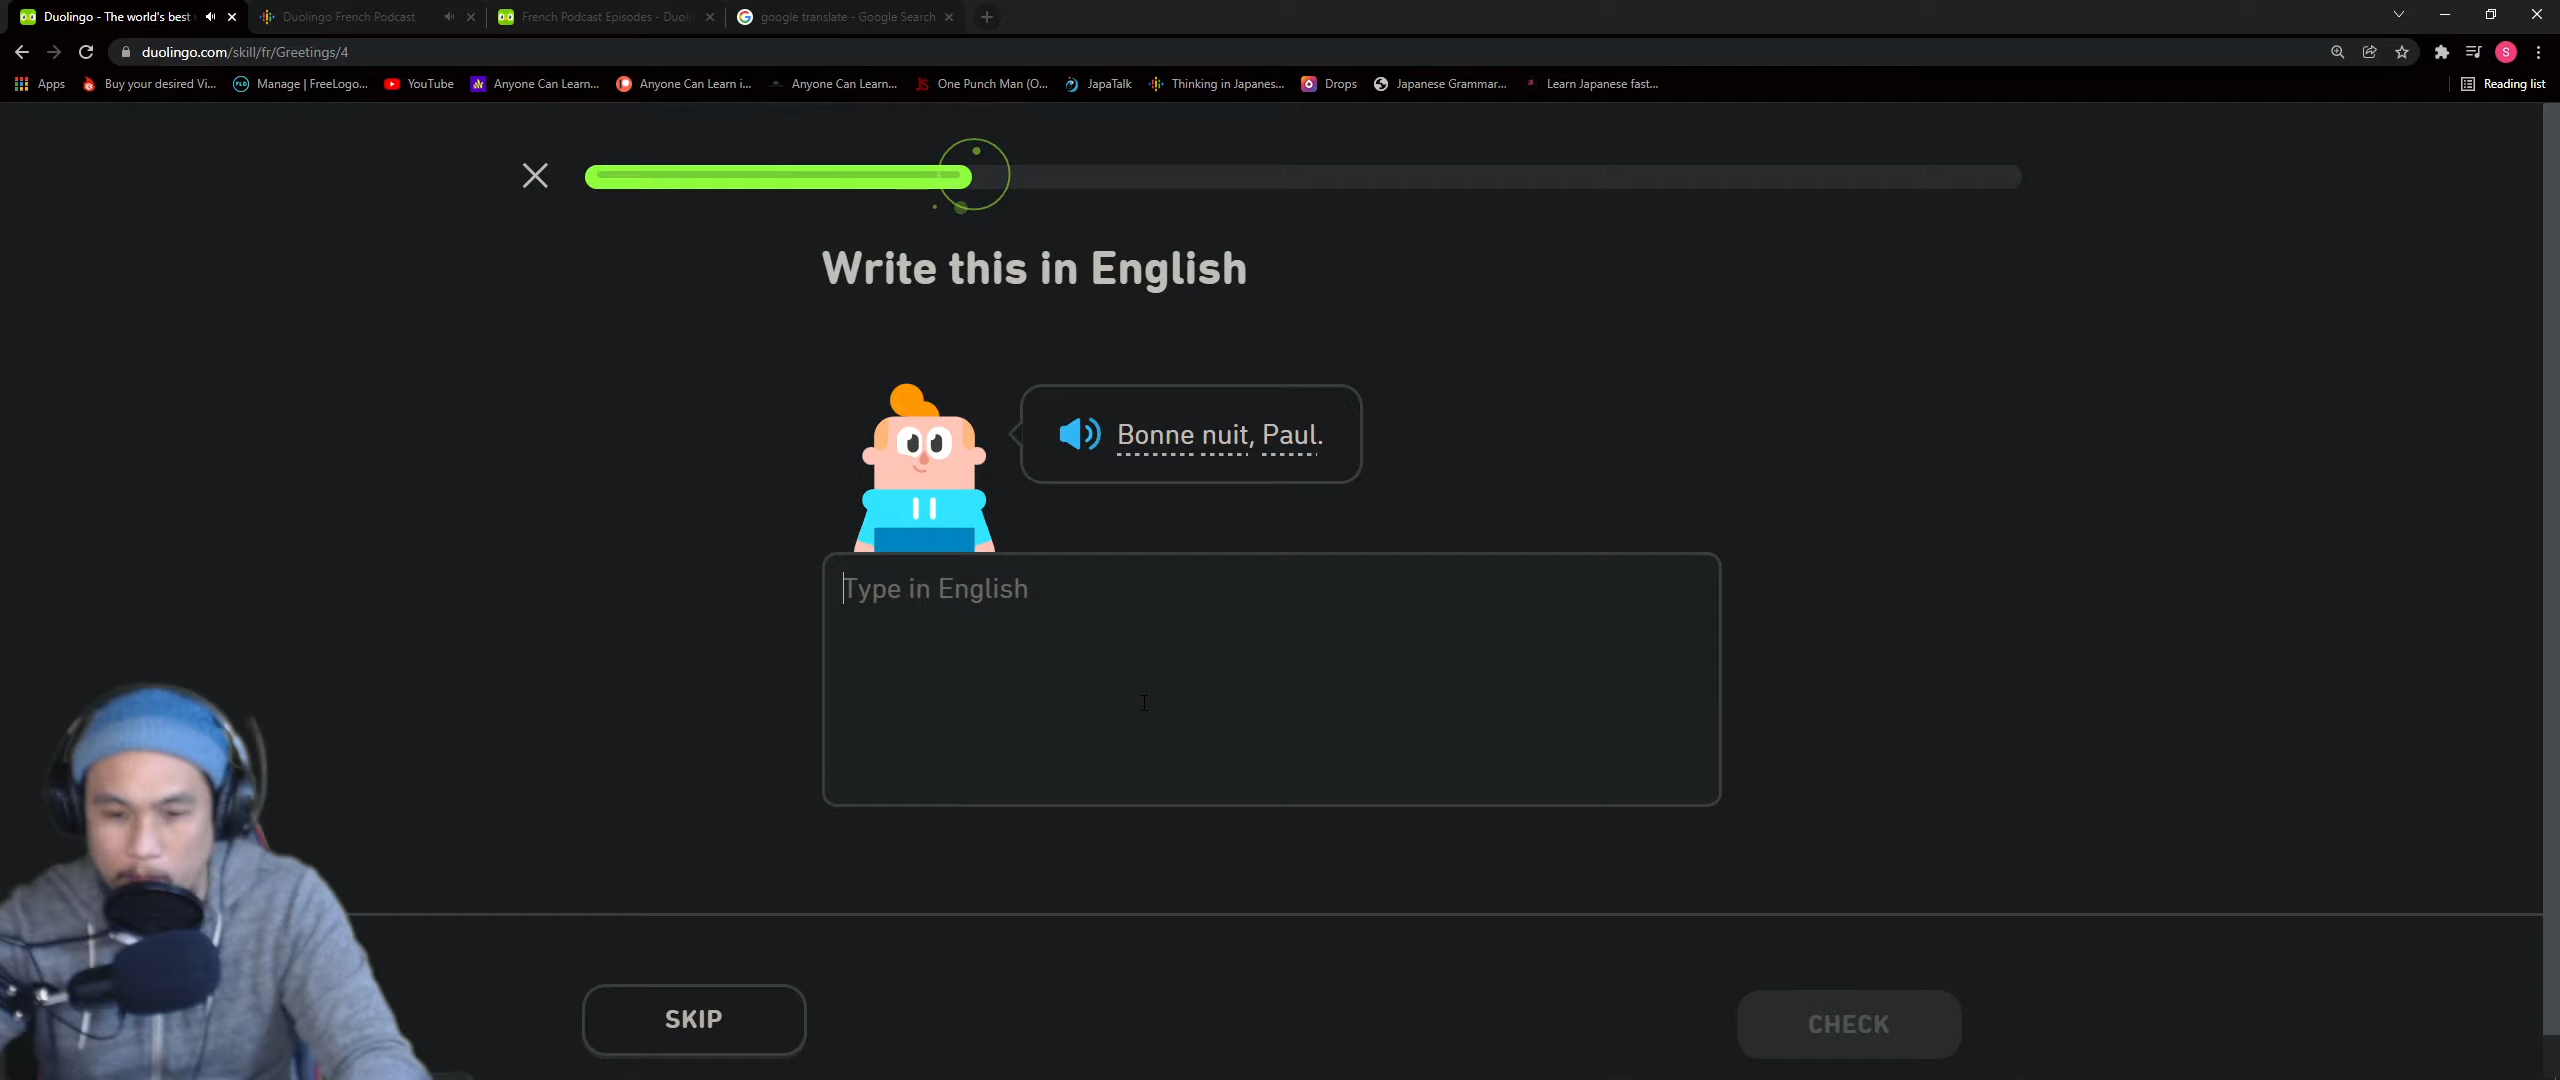 Duolingo - The world's best
Duolingo French Podcast
French Podcast Episodes - Duoli
google translate - Google Search
duolingo.com/skill/fr/Greetings/4
Apps
Buy your desired Vi...
Manage | FreeLogo...
YouTube
Anyone Can Learn...
Anyone Can Learn i...
Anyone Can Learn...
One Punch Man (O...
JapaTalk
Thinking in Japanes...
Drops
Japanese Grammar...
Learn Japanese fast...
Reading list
Write this in English
Bonne nuit, Paul.
Type in English
SKIP
CHECK